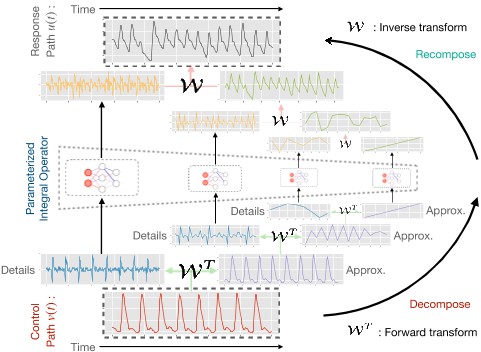 Time
Response
Path u(t) :
𝒲 : Inverse transform
Recompose
𝒲
𝒲
𝒲
Parameterized
Integral Operator
Details 𝒲ᵀ Approx.
Details 𝒲ᵀ Approx.
Details 𝒲ᵀ Approx.
Control
Path v(t) :
Decompose
𝒲ᵀ : Forward transform
Time